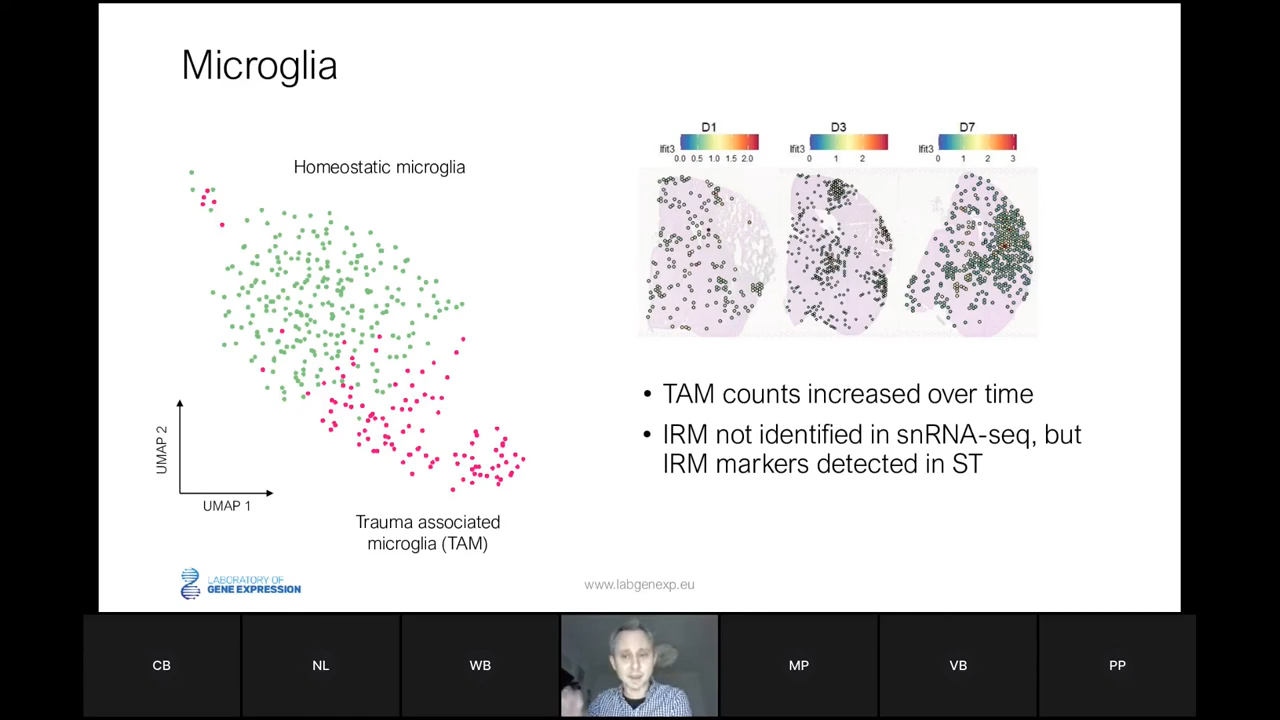 Microglia
Homeostatic microglia
UMAP 2
UMAP 1
Trauma associated
microglia (TAM)
D1
Ifit3
0.0 0.5 1.0 1.5 2.0
D3
Ifit3
1 2
D7
Ifit3
0 1 2 3
• TAM counts increased over time
• IRM not identified in snRNA-seq, but
IRM markers detected in ST
LABORATORY OF
GENE EXPRESSION
www.labgenexp.eu
CB
NL
WB
MP
VB
PP